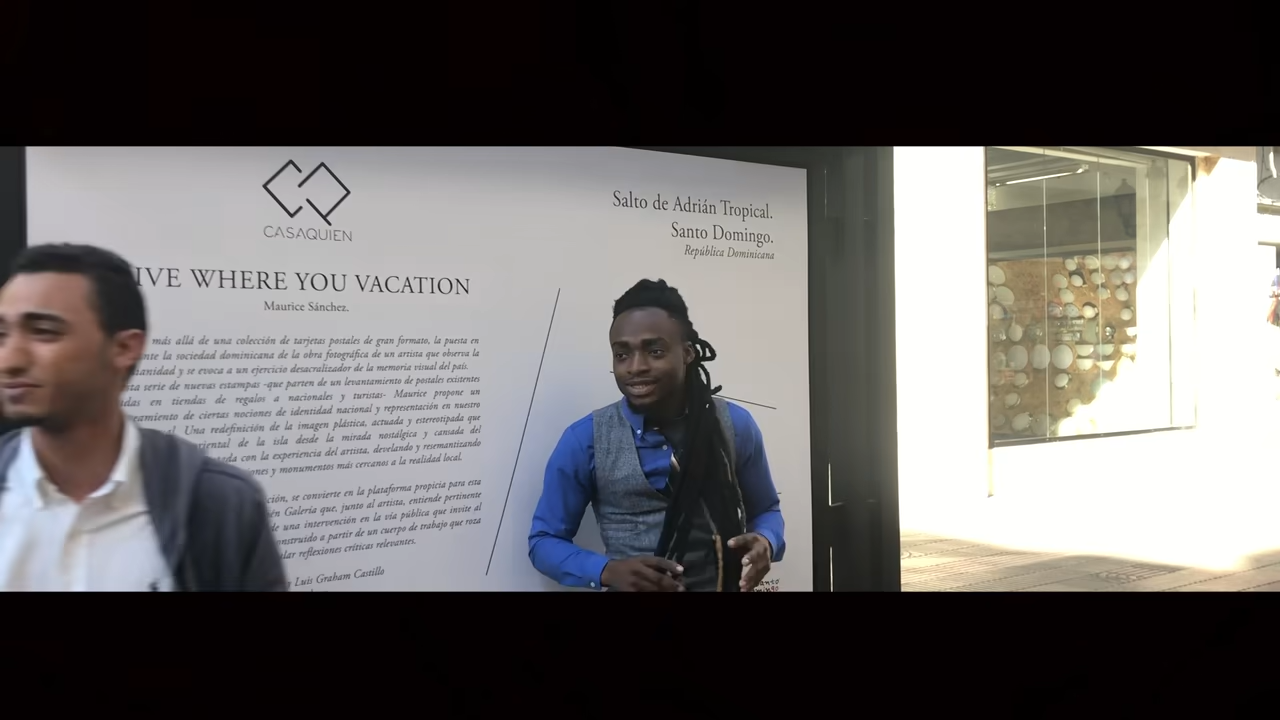 CASAQUIEN
IVE WHERE YOU VACATION
Maurice Sánchez.
más allá de una colección de tarjetas postales de gran formato, la puesta en
nte la sociedad dominicana de la obra fotográfica de un artista que observa la
ianidad y se evoca a un ejercicio desacralizador de la memoria visual del país.
ta serie de nuevas estampas -que parten de un levantamiento de postales existentes
das en tiendas de regalos a nacionales y turistas- Maurice propone un
eamiento de ciertas nociones de identidad nacional y representación en nuestro
al. Una redefinición de la imagen plástica, actuada y estereotipada que
oriental de la isla desde la mirada nostálgica y cansada del
ada con la experiencia del artista, develando y resemantizando
iones y monumentos más cercanos a la realidad local.
ción, se convierte en la plataforma propicia para esta
én Galería que, junto al artista, entiende pertinente
de una intervención en la vía pública que invite al
onstruido a partir de un cuerpo de trabajo que rota
lar reflexiones críticas relevantes.
Luis Graham Castillo
Salto de Adrián Tropical.
Santo Domingo.
República Dominicana